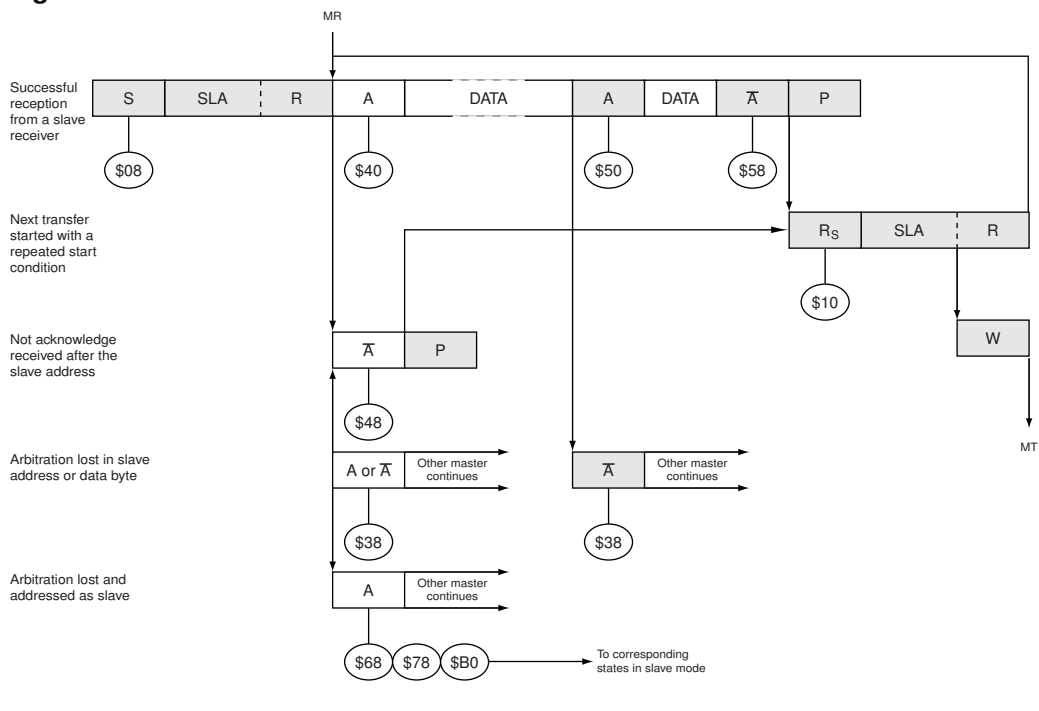 MR
Successful
reception
from a slave
receiver
S SLA R A DATA A DATA A̅ P
$08 $40 $50 $58
Next transfer
started with a
repeated start
condition
RS SLA R
$10
Not acknowledge
received after the
slave address
A̅ P
W
$48
MT
Arbitration lost in slave
address or data byte
A or A̅ Other master
continues
A̅ Other master
continues
$38 $38
Arbitration lost and
addressed as slave
A Other master
continues
$68 $78 $B0
To corresponding
states in slave mode